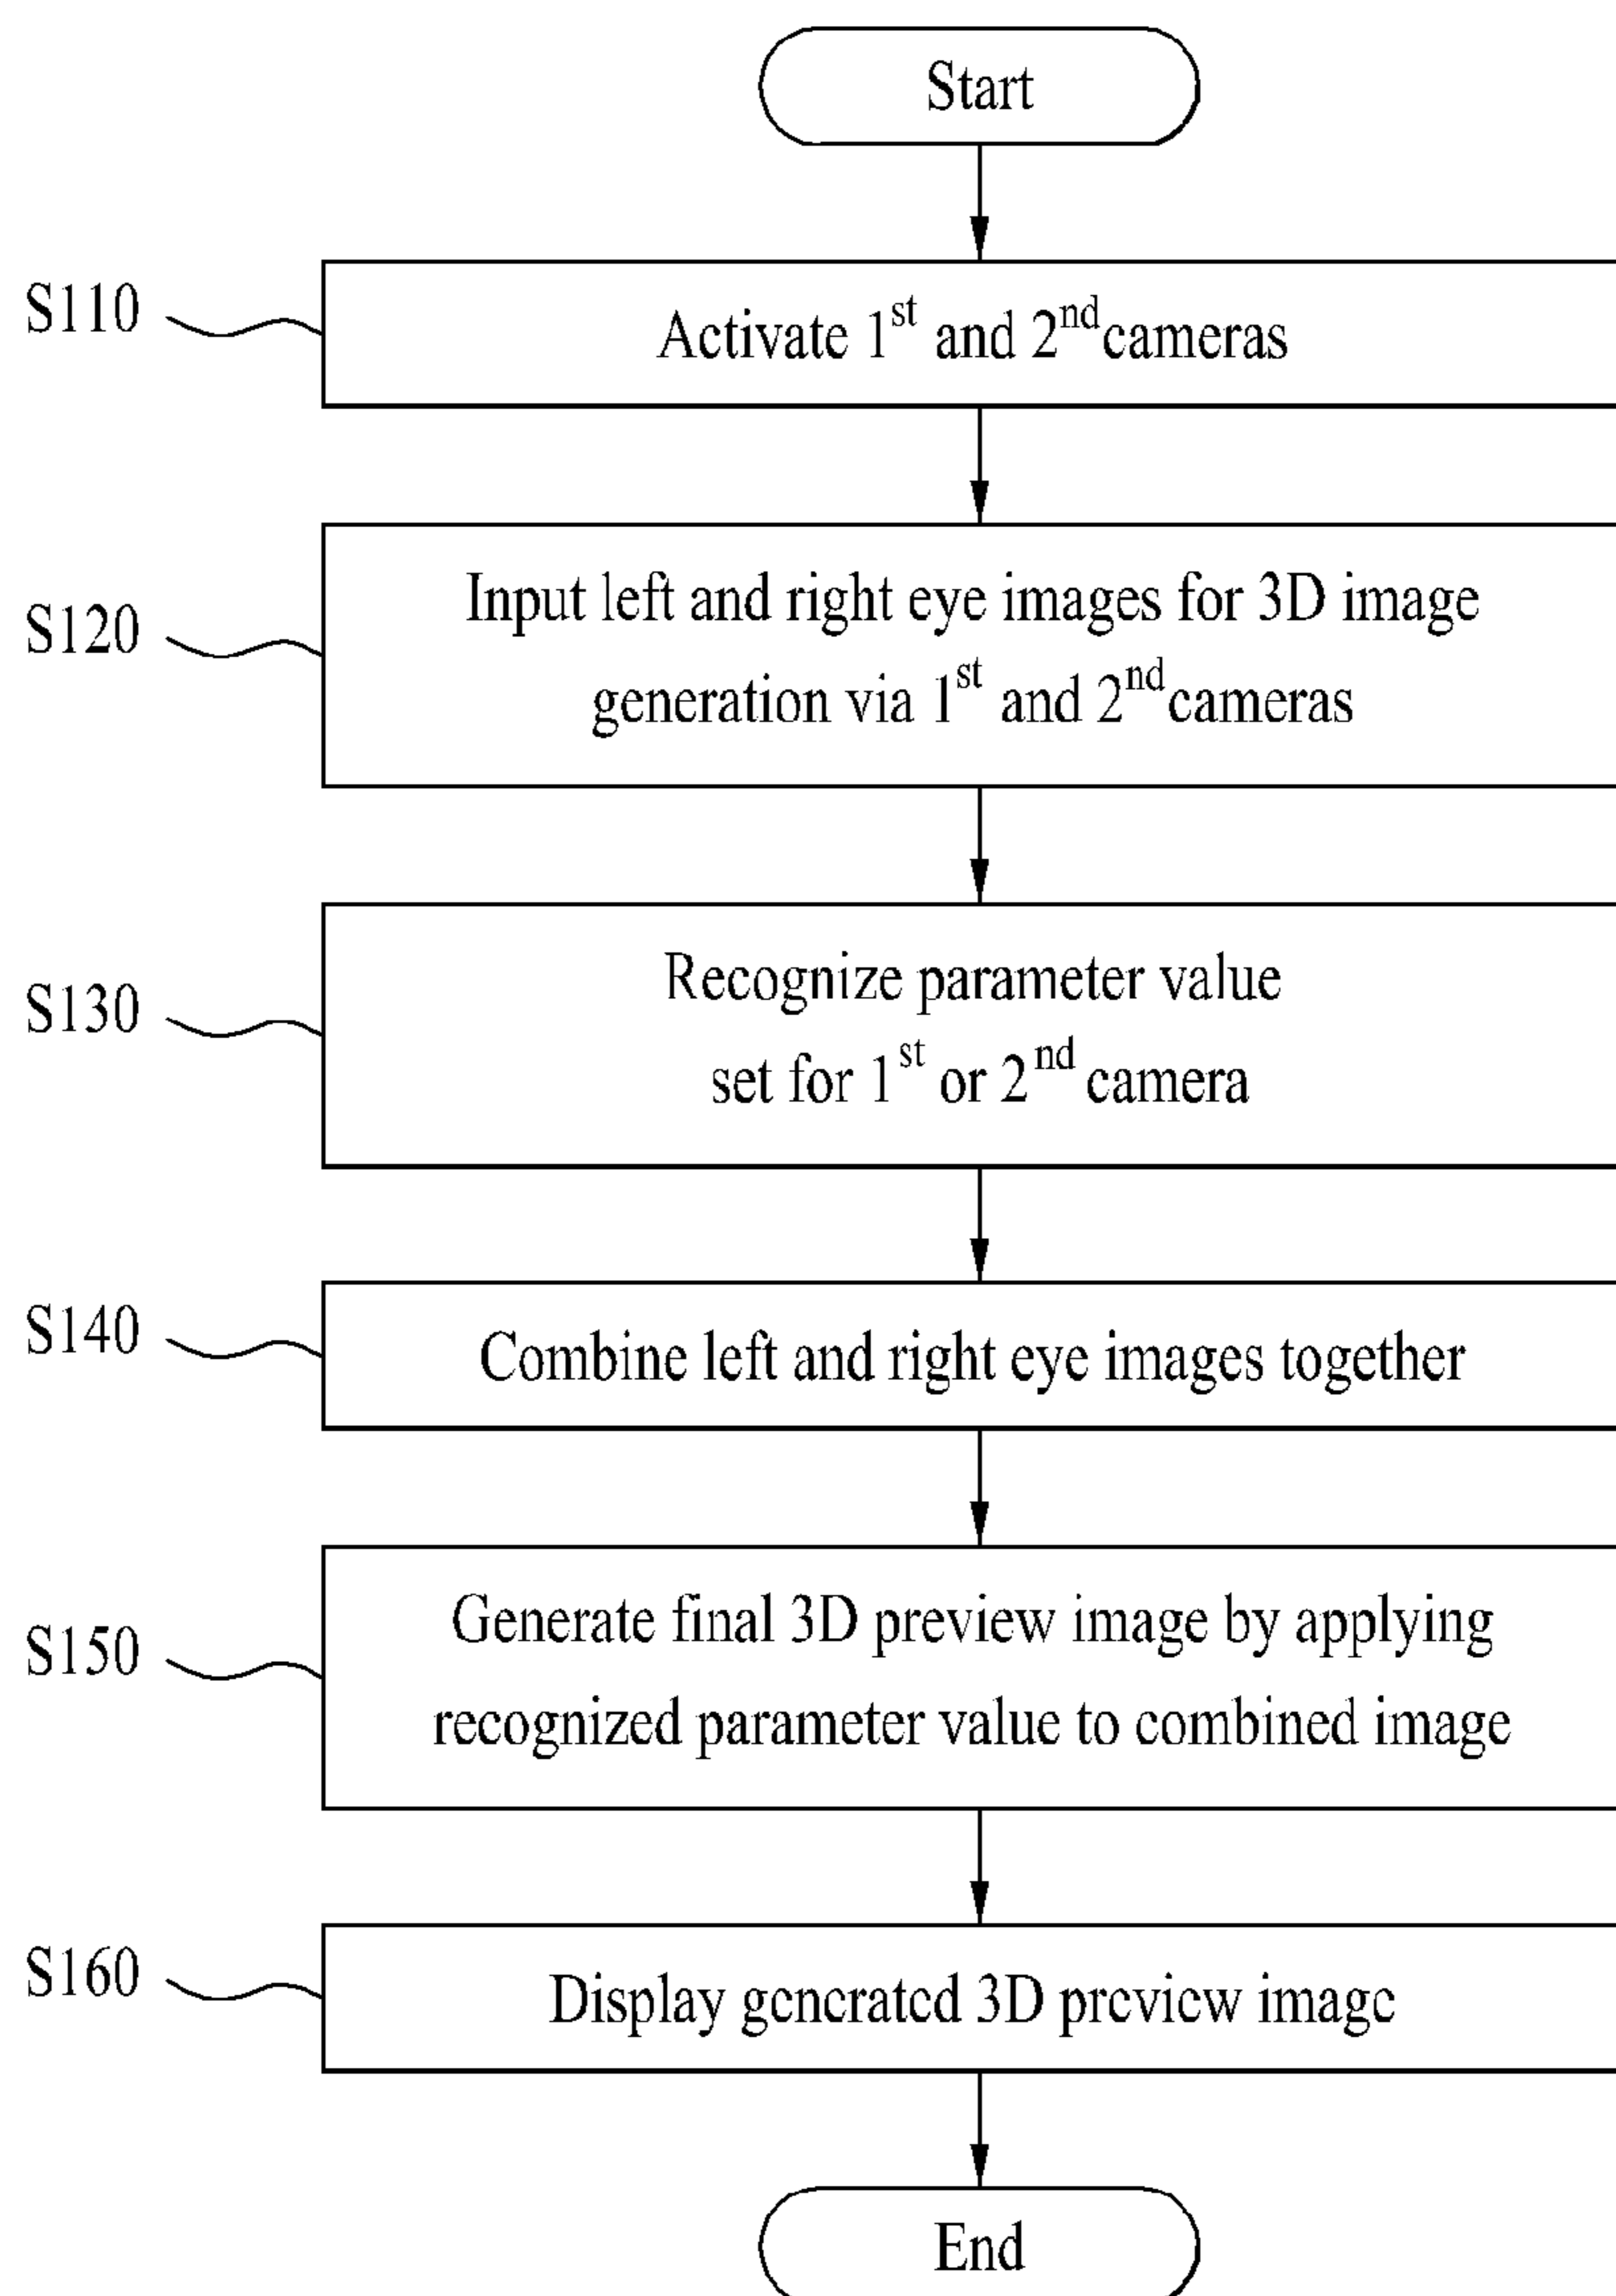 Start
S110
Activate 1st and 2nd cameras
S120
Input left and right eye images for 3D image
generation via 1st and 2nd cameras
S130
Recognize parameter value
set for 1st or 2nd camera
S140
Combine left and right eye images together
S150
Generate final 3D preview image by applying
recognized parameter value to combined image
S160
Display generated 3D preview image
End